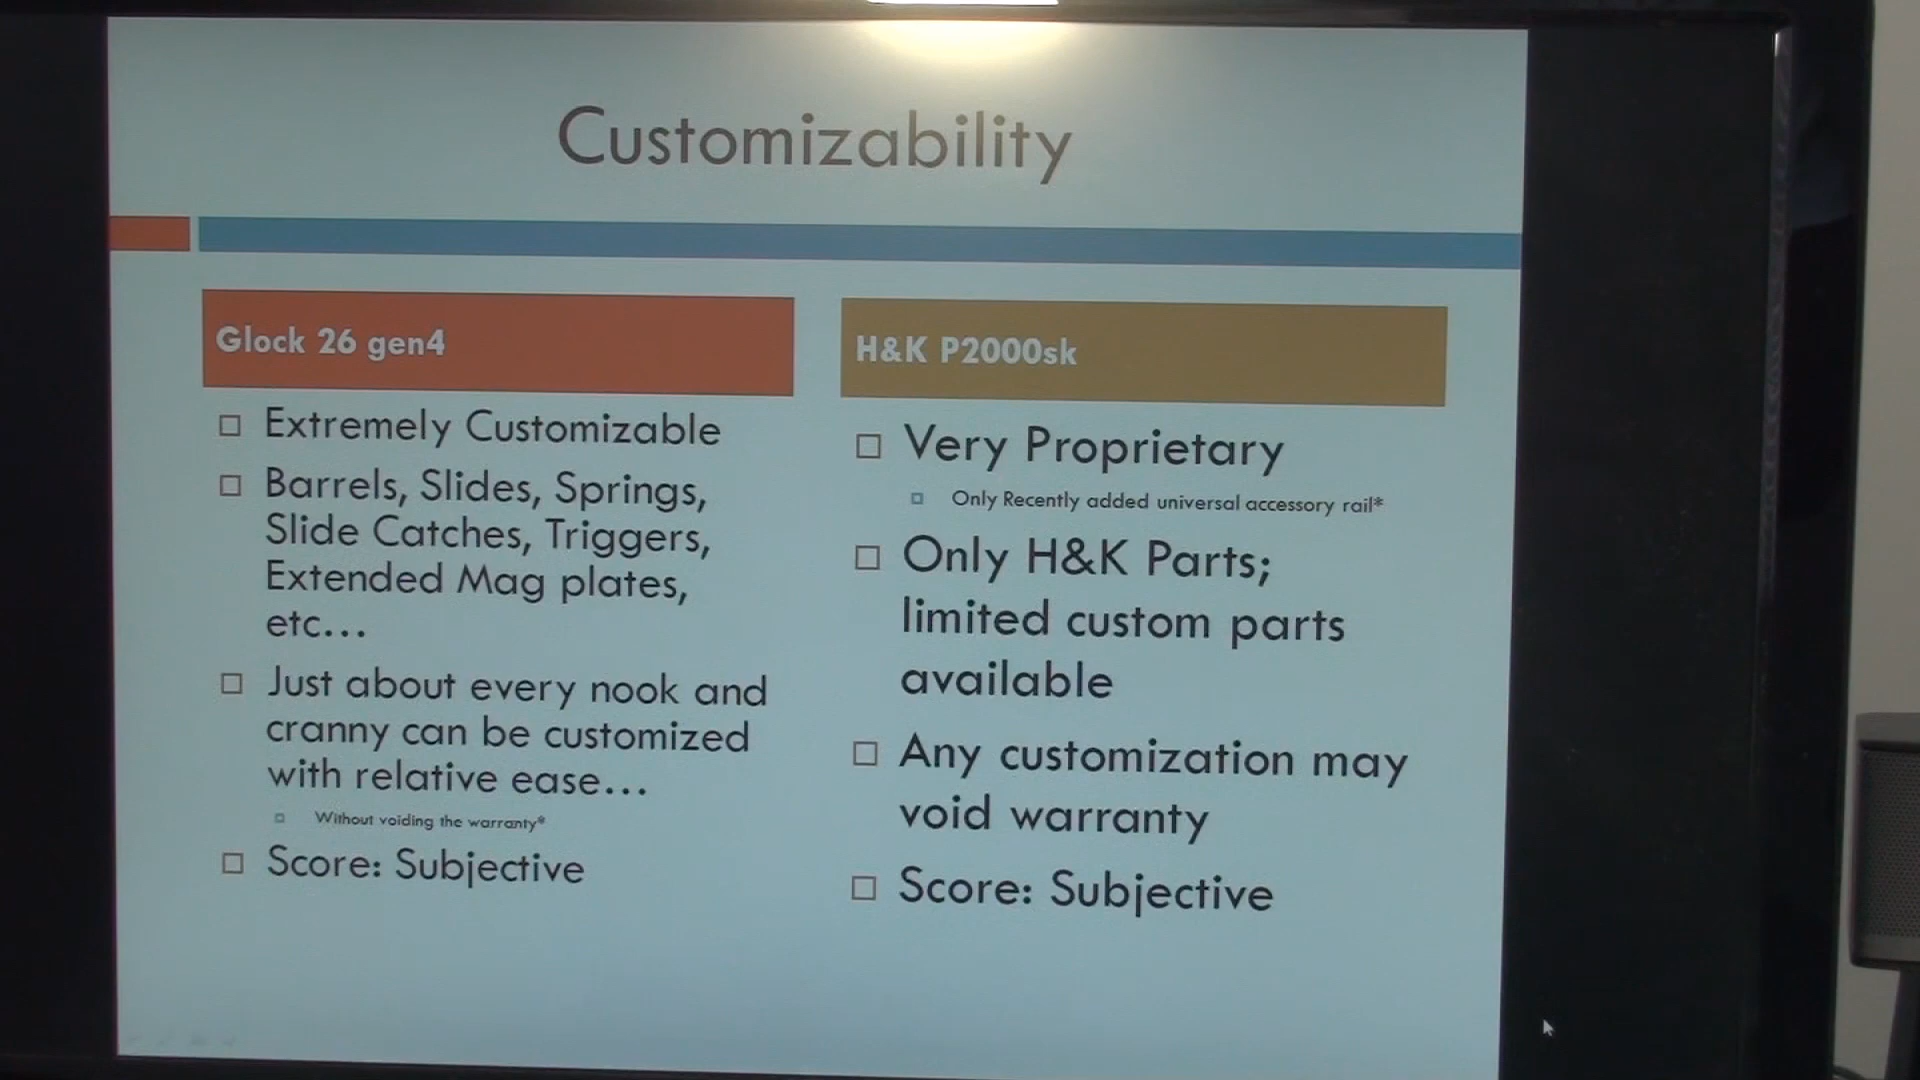 Customizability
Glock 26 gen4
Extremely Customizable
Barrels, Slides, Springs,
Slide Catches, Triggers,
Extended Mag plates,
etc...
Just about every nook and
cranny can be customized
with relative ease...
Without voiding the warranty*
Score: Subjective
H&K P2000sk
Very Proprietary
Only Recently added universal accessory rail*
Only H&K Parts;
limited custom parts
available
Any customization may
void warranty
Score: Subjective